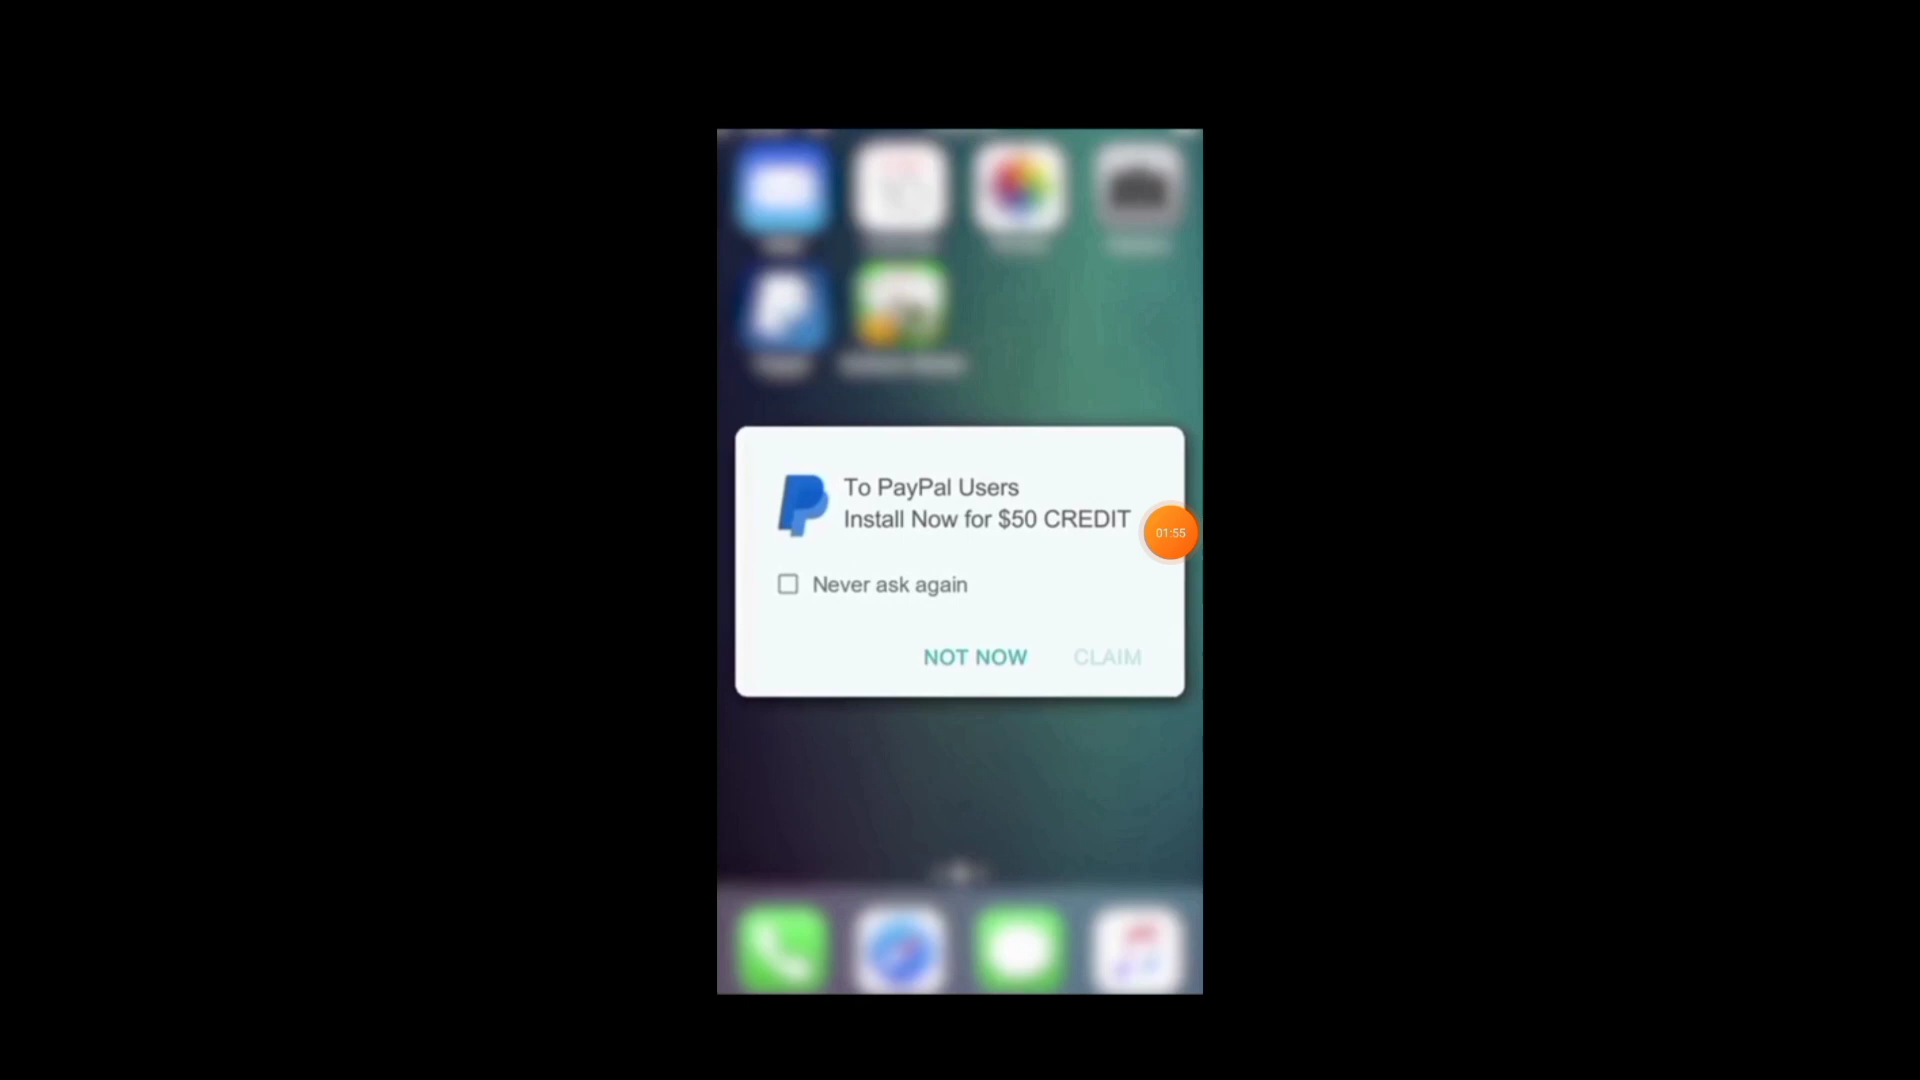 To PayPal Users
Install Now for $50 CREDIT
01:55
Never ask again
NOT NOW CLAIM